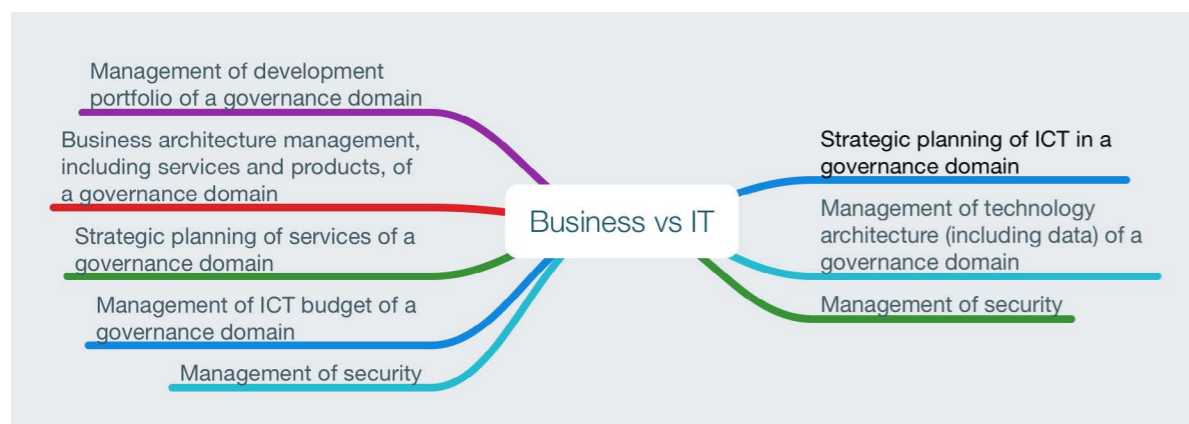 Management of development
portfolio of a governance domain
Business architecture management,
including services and products, of
a governance domain
Strategic planning of services of a
governance domain
Management of ICT budget of a
governance domain
Management of security
Business vs IT
Strategic planning of ICT in a
governance domain
Management of technology
architecture (including data) of a
governance domain
Management of security